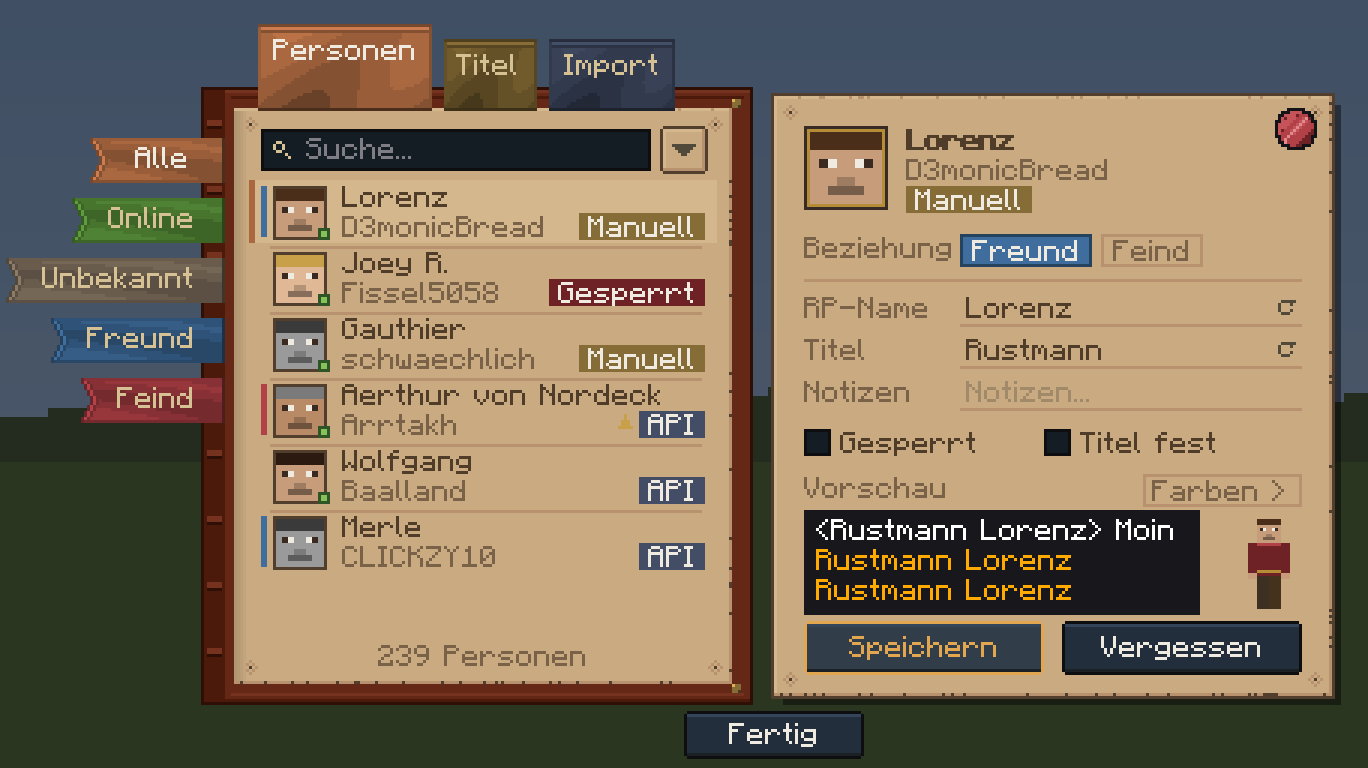 Personen
Titel
Import
Alle
Online
Unbekannt
Freund
Feind
Suche...
Lorenz
D3monicBread
Manuell
Joey R.
Fissel5058
Gesperrt
Gauthier
schwaechlich
Manuell
Aerthur von Nordeck
Arrtakh
API
Wolfgang
Baalland
API
Merle
CLICKZY10
API
239 Personen
Lorenz
D3monicBread
Manuell
Beziehung Freund Feind
RP-Name Lorenz
Titel Rustmann
Notizen Notizen...
Gesperrt Titel fest
Vorschau Farben >
<Rustmann Lorenz> Moin
Rustmann Lorenz
Rustmann Lorenz
Speichern Vergessen
Fertig